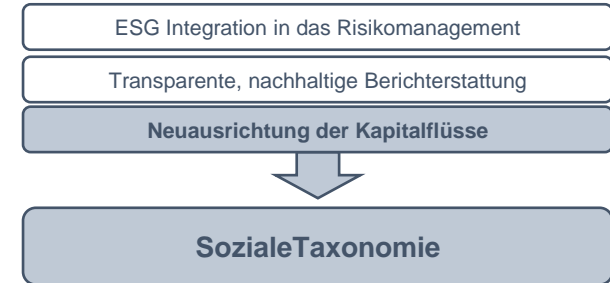 ESG Integration in das Risikomanagement
Transparente, nachhaltige Berichterstattung
Neuausrichtung der Kapitalflüsse
SozialeTaxonomie